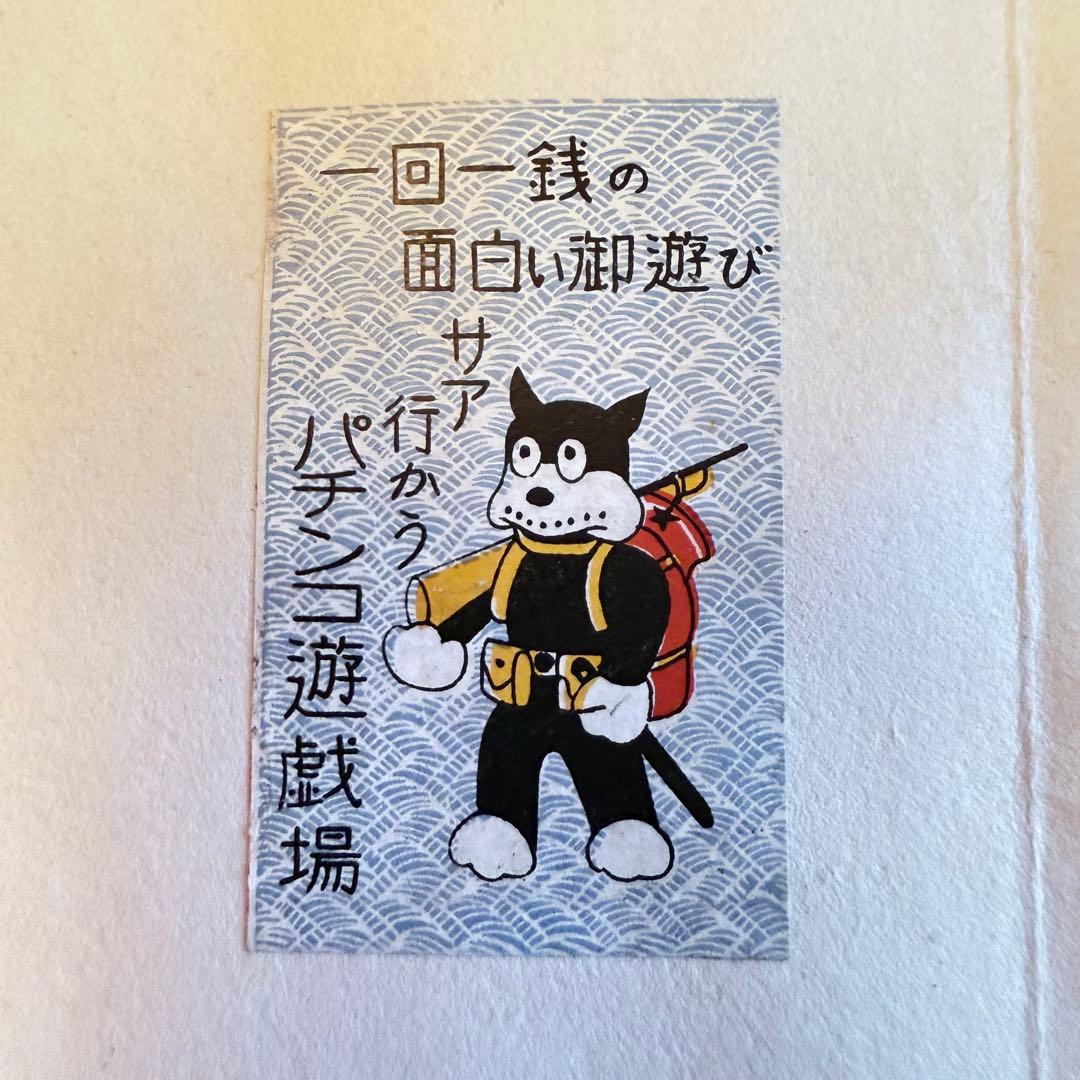 一回一銭の
面白い御遊び
サア
行かう
パチンコ遊戯場